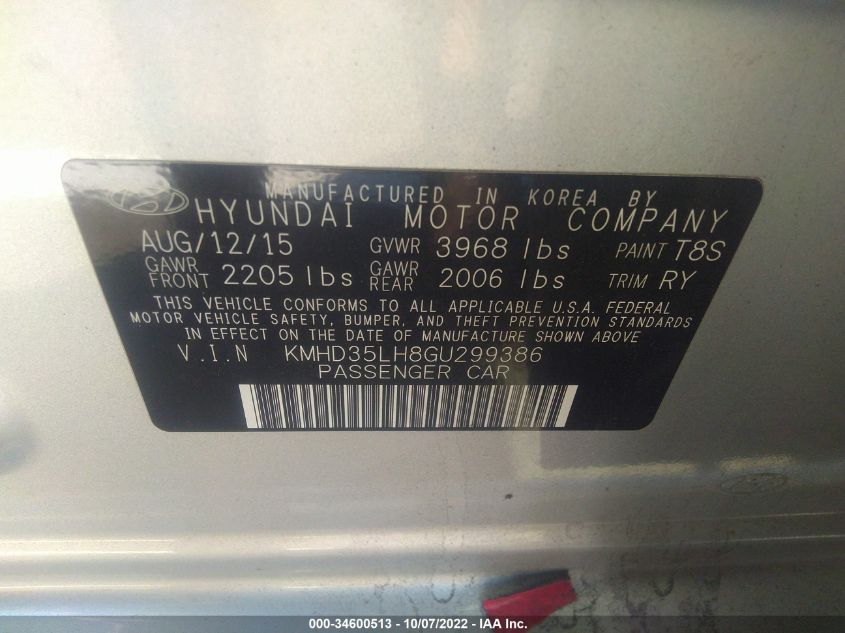 MANUFACTURED IN KOREA BY
HYUNDAI MOTOR COMPANY
AUG/12/15 GVWR 3968 lbs PAINT T8S
GAWR FRONT 2205 lbs GAWR REAR 2006 lbs TRIM RY
THIS VEHICLE CONFORMS TO ALL APPLICABLE U.S.A. FEDERAL
MOTOR VEHICLE SAFETY, BUMPER, AND THEFT PREVENTION STANDARDS
IN EFFECT ON THE DATE OF MANUFACTURE SHOWN ABOVE
V.I.N KMHD35LH8GU299386
PASSENGER CAR
000-34600513 - 10/07/2022 - IAA Inc.